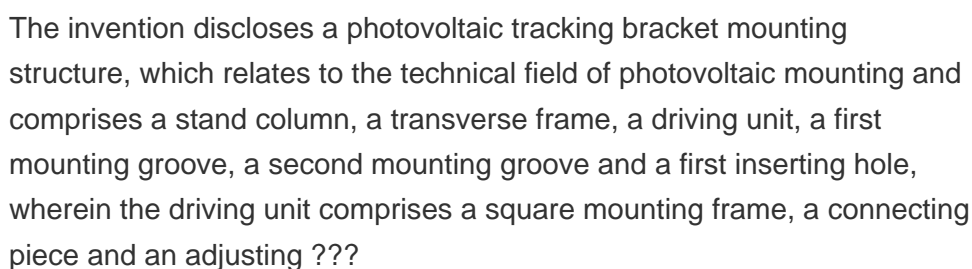 The invention discloses a photovoltaic tracking bracket mounting
structure, which relates to the technical field of photovoltaic mounting and
comprises a stand column, a transverse frame, a driving unit, a first
mounting groove, a second mounting groove and a first inserting hole,
wherein the driving unit comprises a square mounting frame, a connecting
piece and an adjusting ???